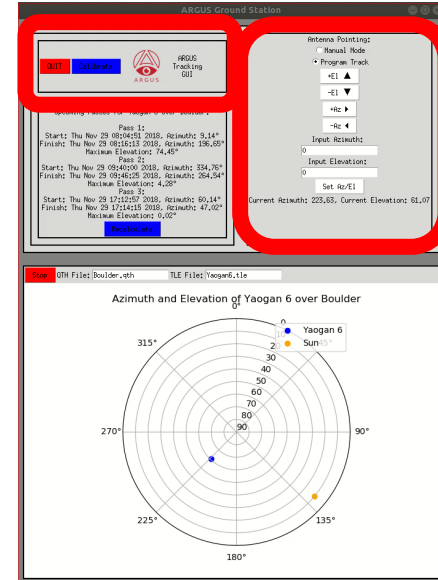 ARGUS Ground Station
QUIT
Calibrate
ARGUS
ARGUS
Tracking
GUI
Upcoming Passes for Yaogan 6 over Boulder:
Pass 1:
Start: Thu Nov 29 08:04:51 2018, Azimuth: 9.14°
Finish: Thu Nov 29 08:16:13 2018, Azimuth: 196.65°
Maximum Elevation: 74.45°
Pass 2:
Start: Thu Nov 29 09:40:00 2018, Azimuth: 334.76°
Finish: Thu Nov 29 09:46:25 2018, Azimuth: 264.54°
Maximum Elevation: 4.28°
Pass 3:
Start: Thu Nov 29 17:12:57 2018, Azimuth: 60.14°
Finish: Thu Nov 29 17:14:15 2018, Azimuth: 47.02°
Maximum Elevation: 0.02°
Recalculate
Antenna Pointing:
Manual Mode
Program Track
+El ▲
-El ▼
+Az ▶
-Az ◀
Input Azimuth:
0
Input Elevation:
0
Set Az/El
Current Azimuth: 223.63, Current Elevation: 61.07
Stop QTH File: Boulder.qth TLE File: Yaogan6.tle
Azimuth and Elevation of Yaogan 6 over Boulder
0°
Yaogan 6
Sun
45°
90°
135°
180°
225°
270°
315°
0
10
20
30
40
50
60
70
80
90